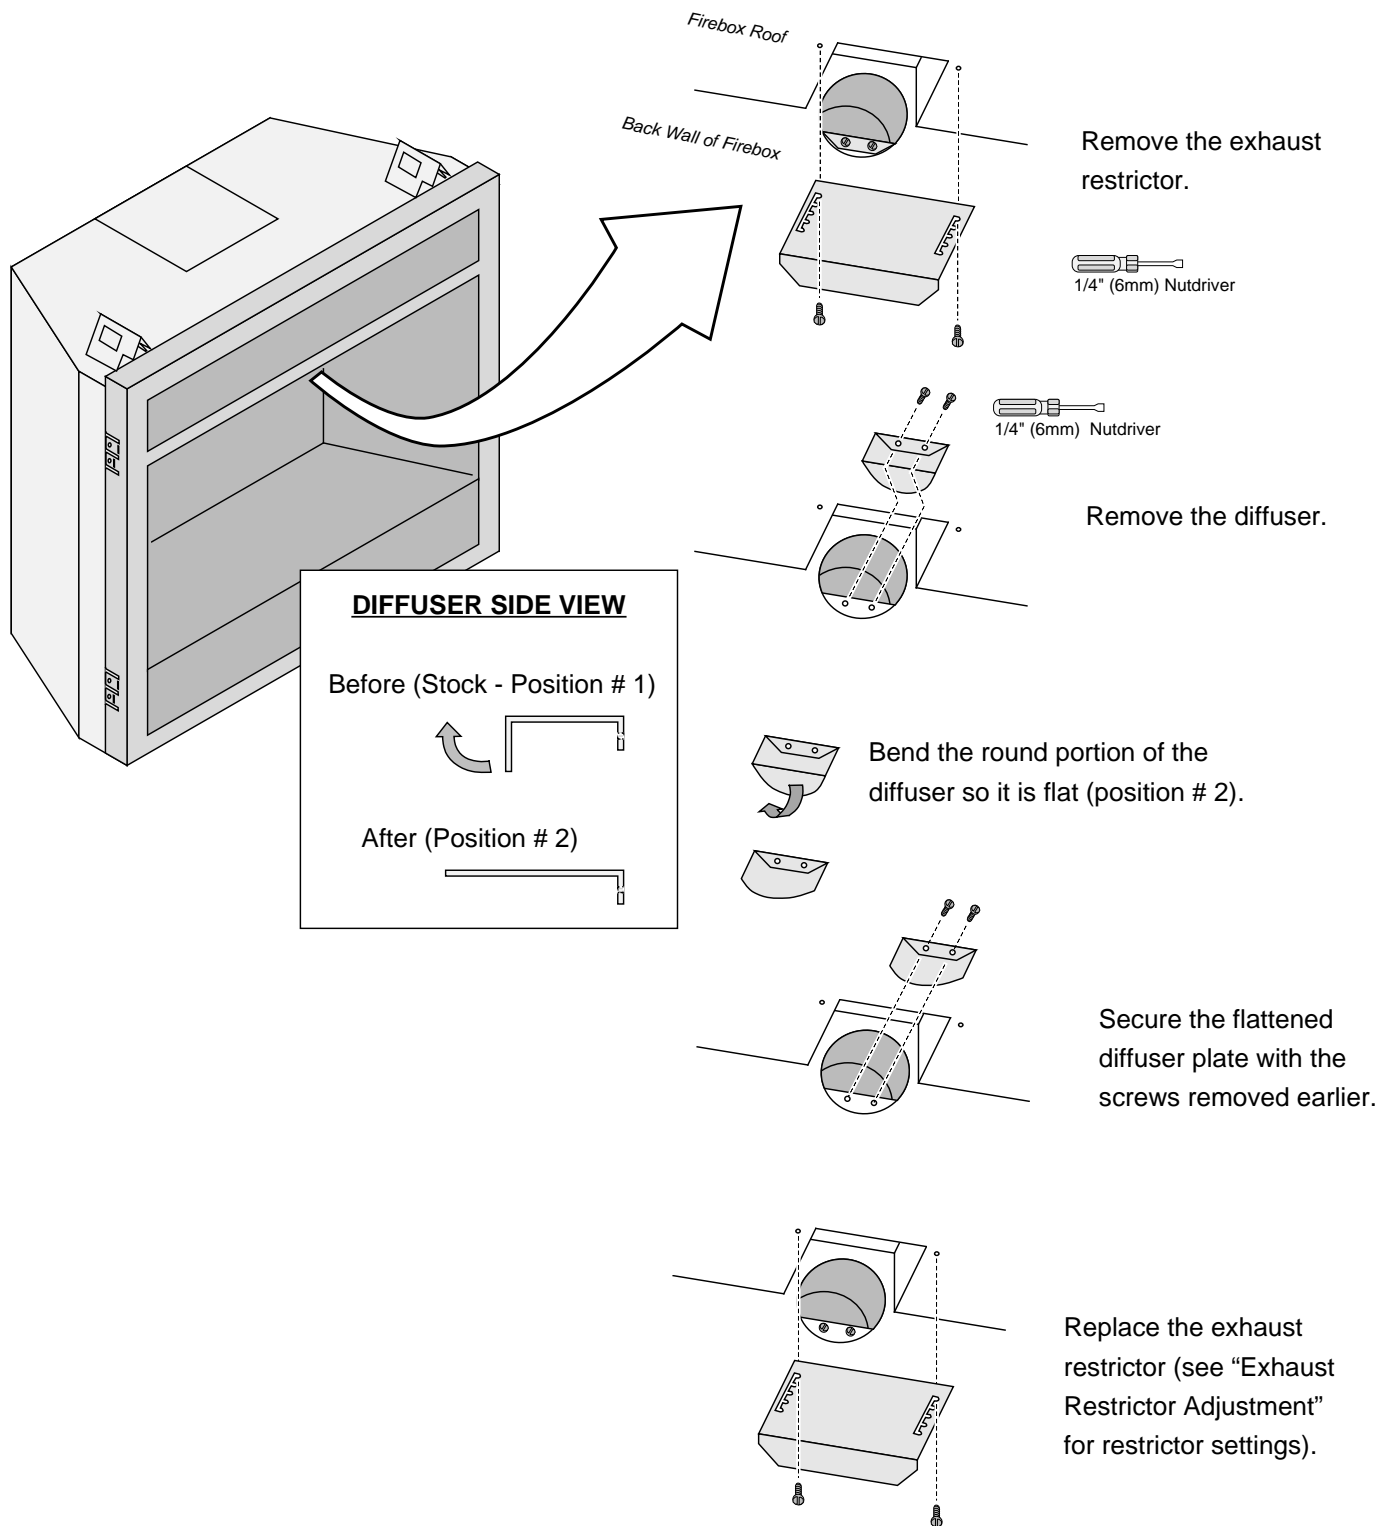 Firebox Roof
Back Wall of Firebox
Remove the exhaust
restrictor.
1/4" (6mm) Nutdriver
1/4" (6mm) Nutdriver
Remove the diffuser.
DIFFUSER SIDE VIEW
Before (Stock - Position # 1)
After (Position # 2)
Bend the round portion of the
diffuser so it is flat (position # 2).
Secure the flattened
diffuser plate with the
screws removed earlier.
Replace the exhaust
restrictor (see “Exhaust
Restrictor Adjustment”
for restrictor settings).